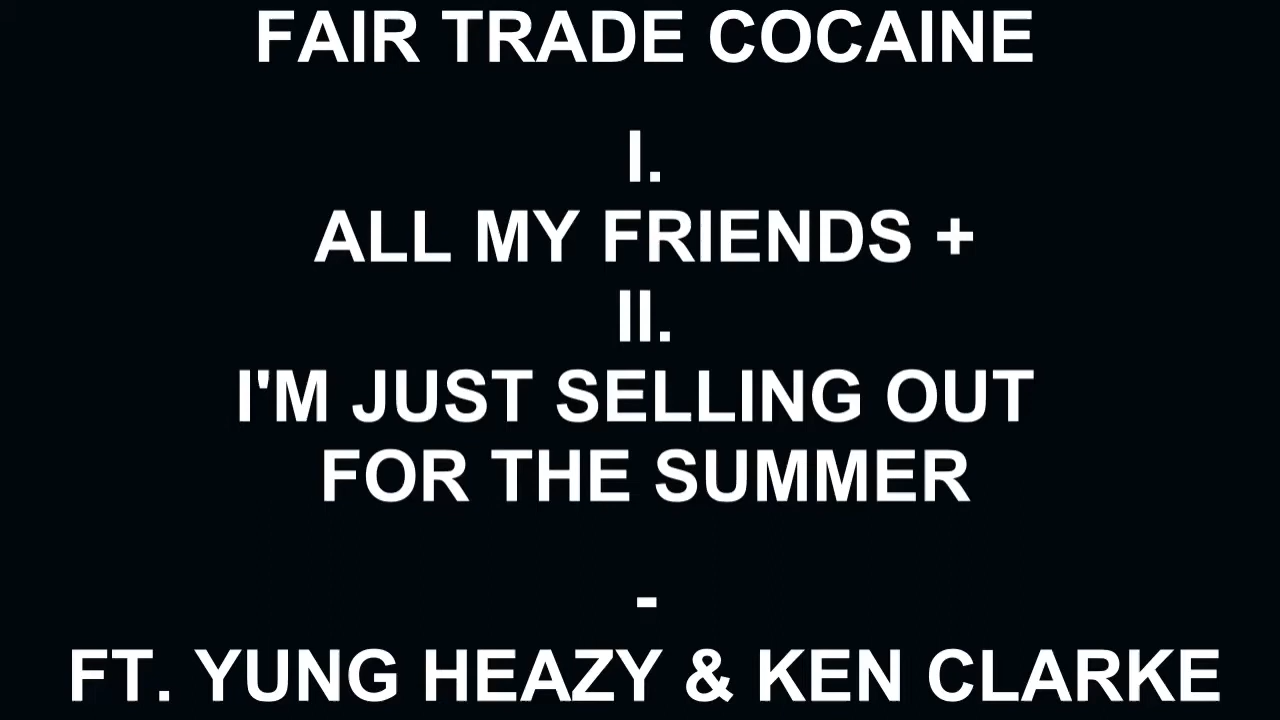 FAIR TRADE COCAINE
I.
ALL MY FRIENDS +
II.
I'M JUST SELLING OUT
FOR THE SUMMER
-
FT. YUNG HEAZY & KEN CLARKE